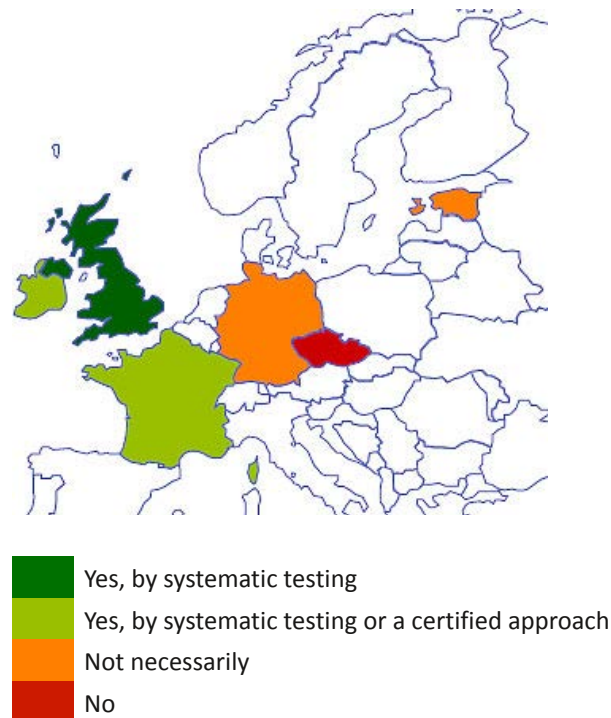 Yes, by systematic testing
Yes, by systematic testing or a certified approach
Not necessarily
No